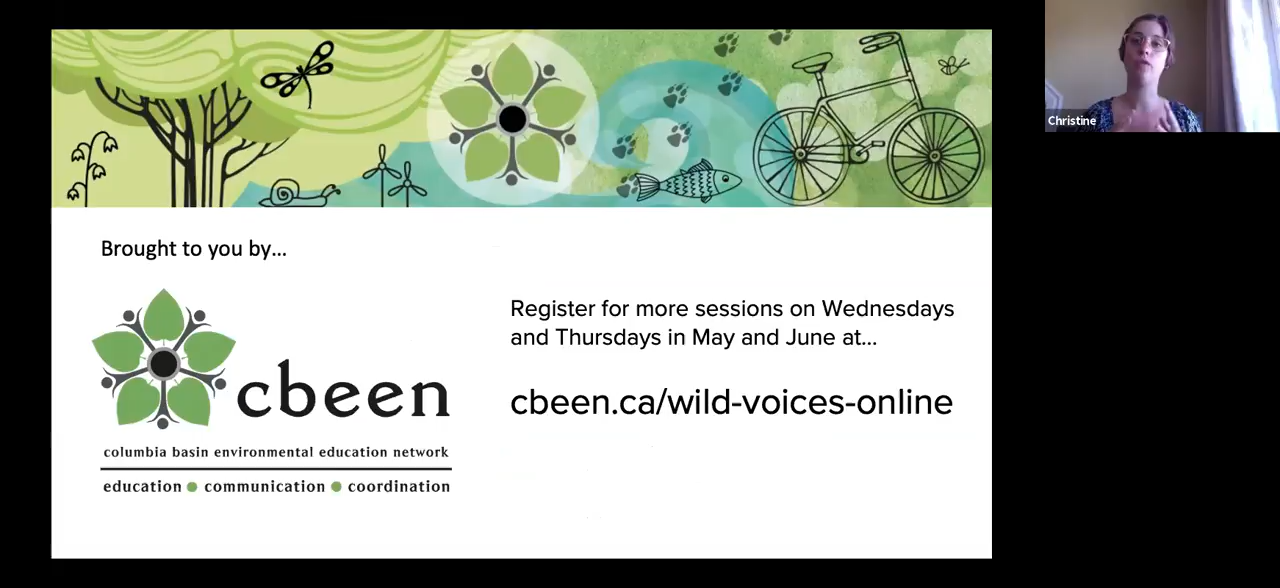 Christine
Brought to you by...
Register for more sessions on Wednesdays
and Thursdays in May and June at...
cbeen
cbeen.ca/wild-voices-online
columbia basin environmental education network
education ● communication ● coordination